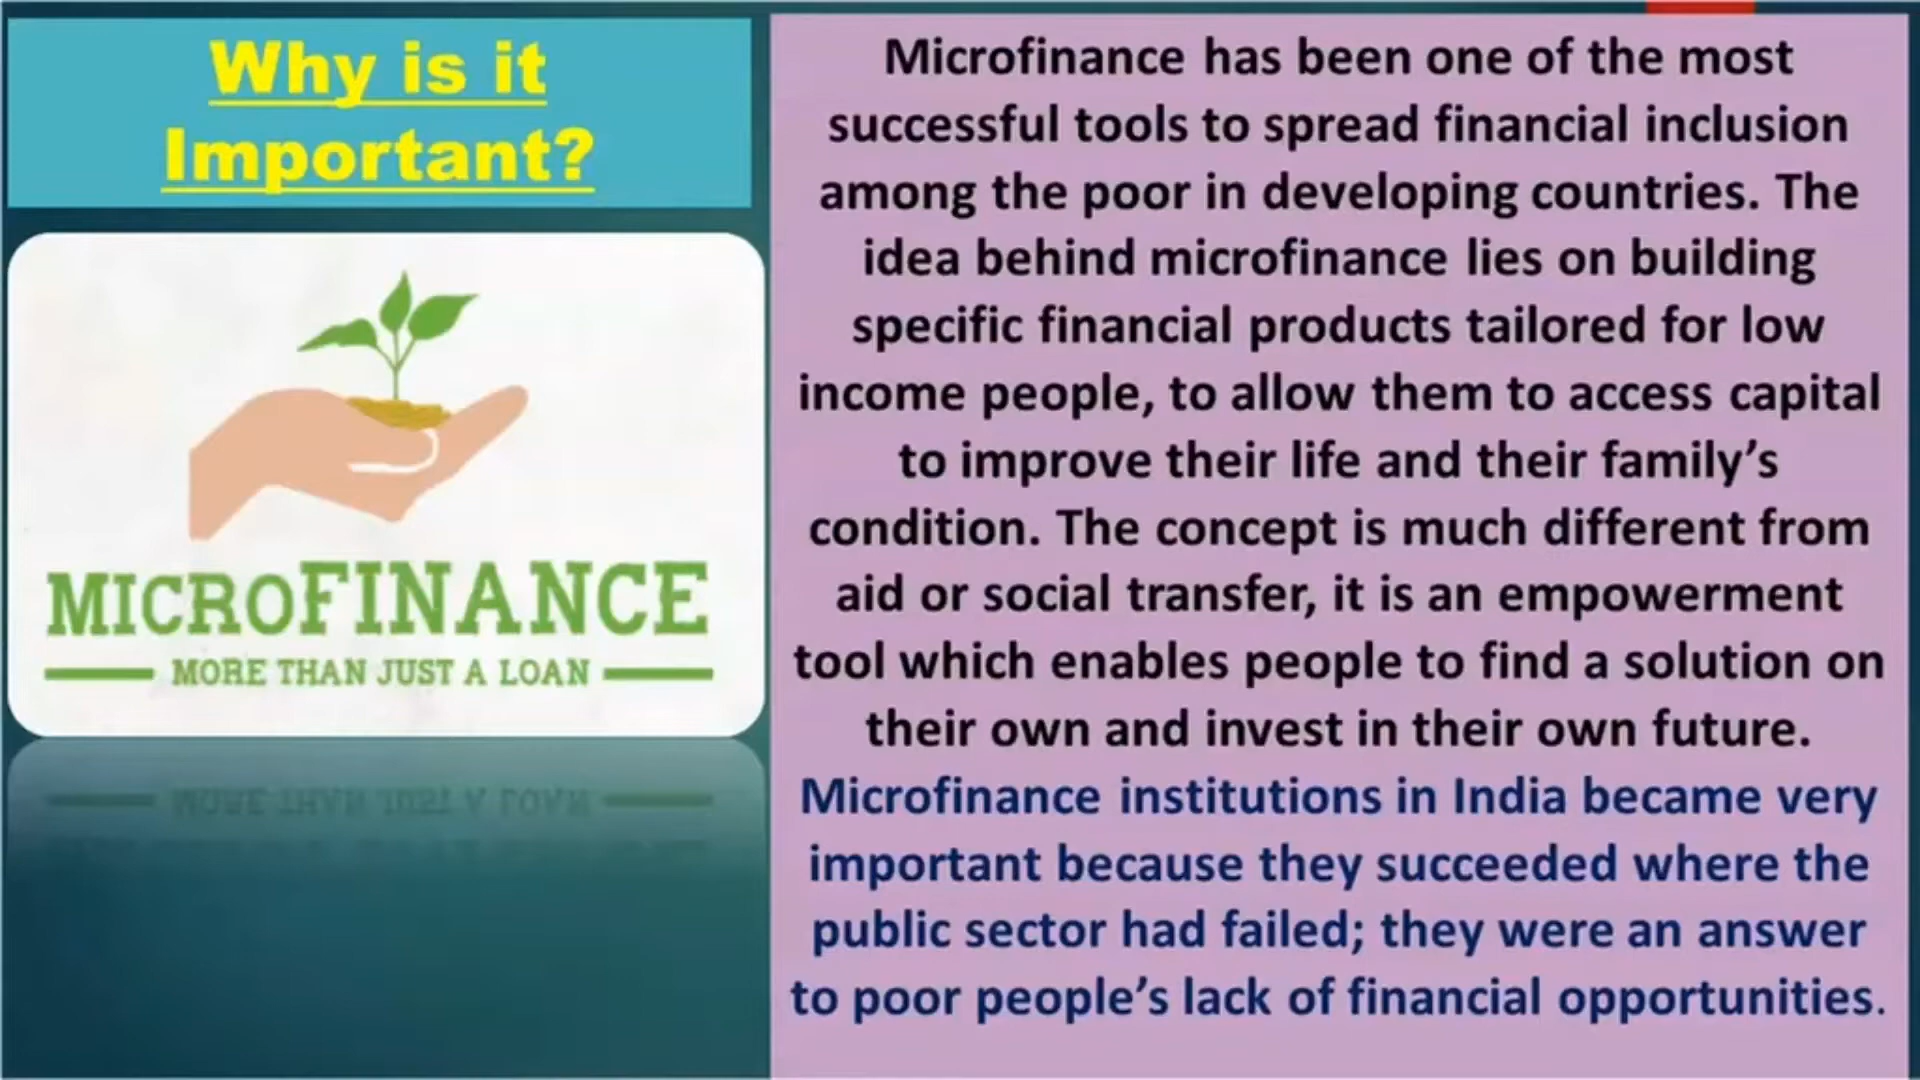 Why is it
Important?
MICROFINANCE
MORE THAN JUST A LOAN
Microfinance has been one of the most
successful tools to spread financial inclusion
among the poor in developing countries. The
idea behind microfinance lies on building
specific financial products tailored for low
income people, to allow them to access capital
to improve their life and their family’s
condition. The concept is much different from
aid or social transfer, it is an empowerment
tool which enables people to find a solution on
their own and invest in their own future.
Microfinance institutions in India became very
important because they succeeded where the
public sector had failed; they were an answer
to poor people’s lack of financial opportunities.